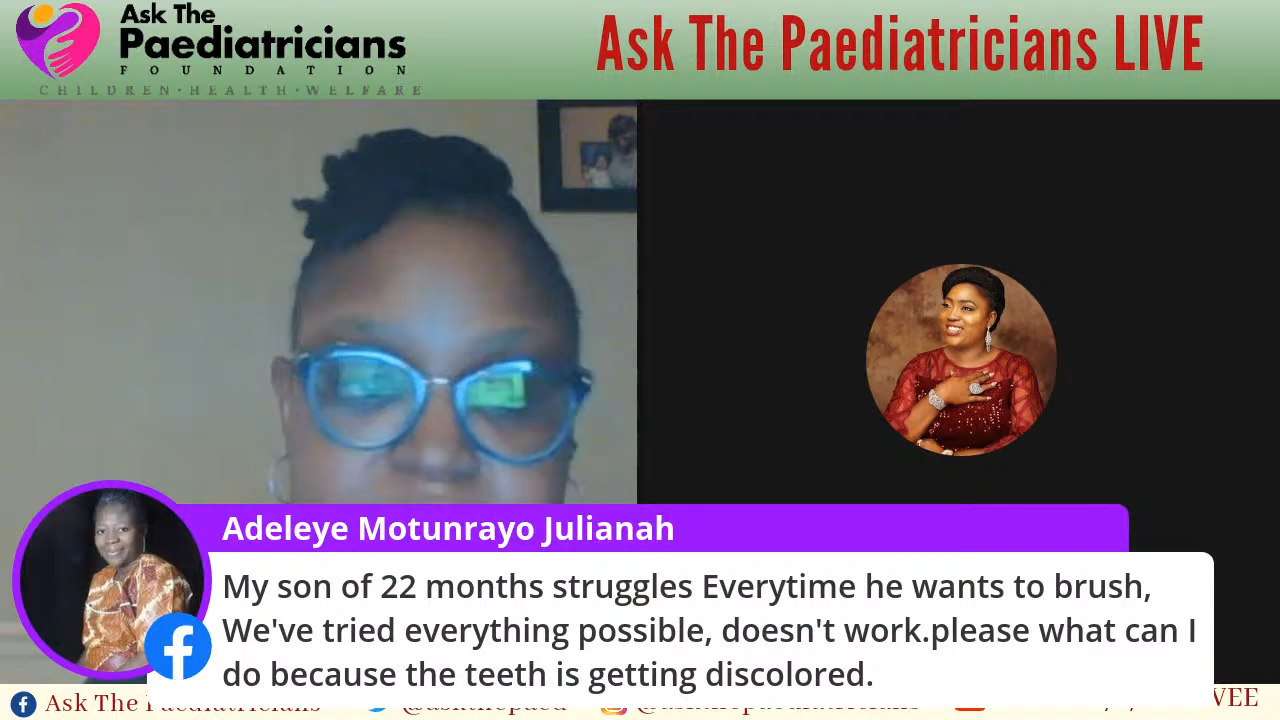 Ask The
Paediatricians
FOUNDATION
CHILDREN·HEALTH·WELFARE
Ask The Paediatricians LIVE
Adeleye Motunrayo Julianah
My son of 22 months struggles Everytime he wants to brush,
We've tried everything possible, doesn't work.please what can I
do because the teeth is getting discolored.
Ask The